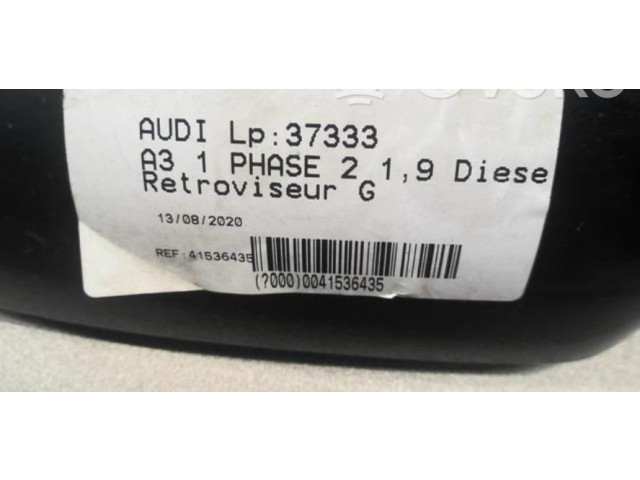 AUDI Lp:37333
A3 1 PHASE 2 1,9 Diese
Retroviseur G
13/08/2020
REF:41536435
(?000)0041536435